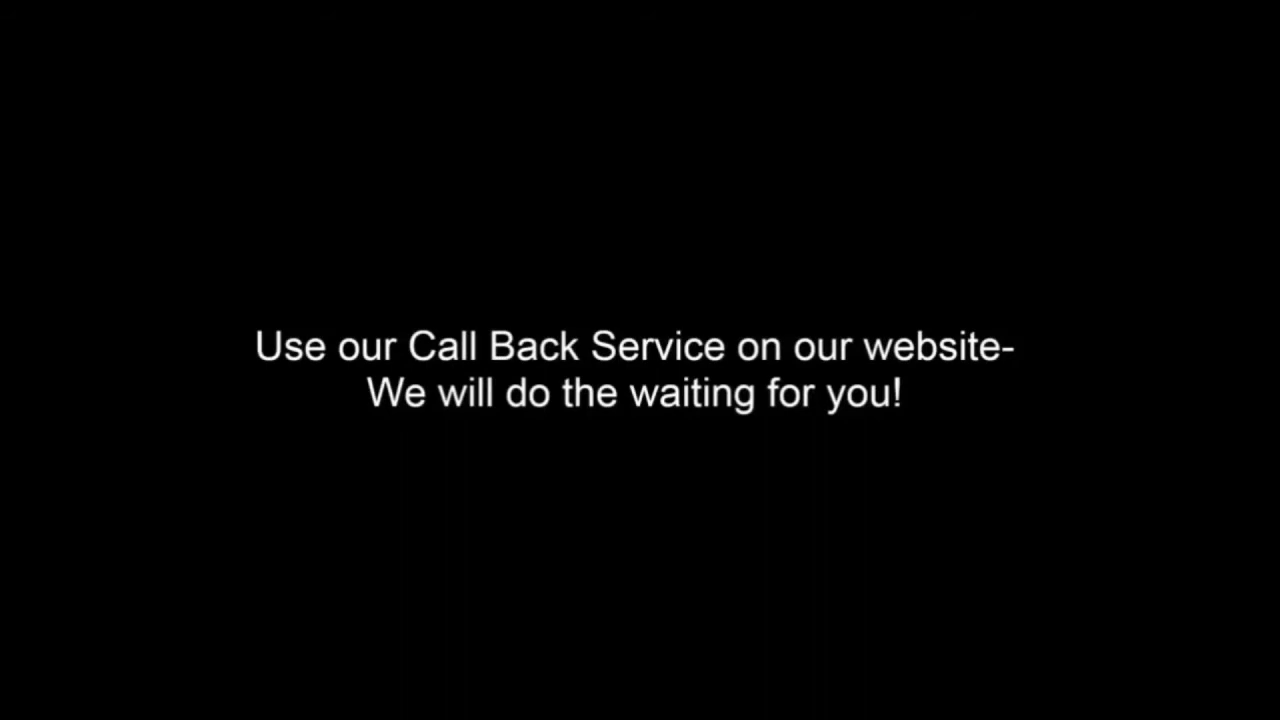 Use our Call Back Service on our website-
We will do the waiting for you!